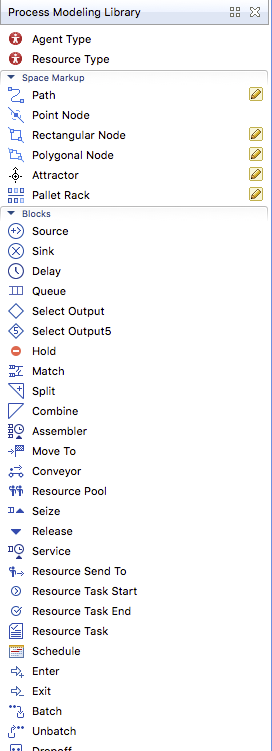 Process Modeling Library
Agent Type
Resource Type
Space Markup
Path
Point Node
Rectangular Node
Polygonal Node
Attractor
Pallet Rack
Blocks
Source
Sink
Delay
Queue
Select Output
Select Output5
Hold
Match
Split
Combine
Assembler
Move To
Conveyor
Resource Pool
Seize
Release
Service
Resource Send To
Resource Task Start
Resource Task End
Resource Task
Schedule
Enter
Exit
Batch
Unbatch
Dropoff